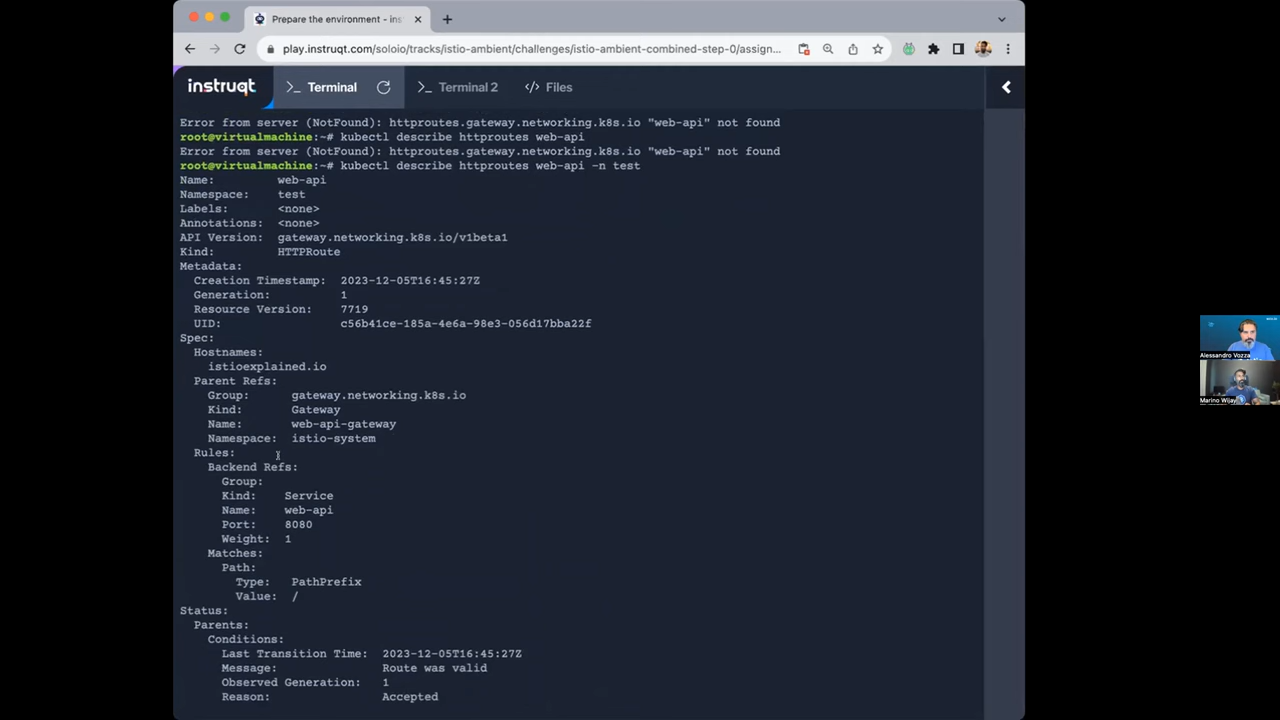 Prepare the environment - ins
play.instruqt.com/soloio/tracks/istio-ambient/challenges/istio-ambient-combined-step-0/assign...
instruqt
>_ Terminal
>_ Terminal 2
</> Files
Error from server (NotFound): httproutes.gateway.networking.k8s.io "web-api" not found
root@virtualmachine:~# kubectl describe httproutes web-api
Error from server (NotFound): httproutes.gateway.networking.k8s.io "web-api" not found
root@virtualmachine:~# kubectl describe httproutes web-api -n test
Name: web-api
Namespace: test
Labels: <none>
Annotations: <none>
API Version: gateway.networking.k8s.io/v1beta1
Kind: HTTPRoute
Metadata:
Creation Timestamp: 2023-12-05T16:45:27Z
Generation: 1
Resource Version: 7719
UID: c56b41ce-185a-4e6a-98e3-056d17bba22f
Spec:
Hostnames:
istioexplained.io
Parent Refs:
Group: gateway.networking.k8s.io
Kind: Gateway
Name: web-api-gateway
Namespace: istio-system
Rules:
Backend Refs:
Group:
Kind: Service
Name: web-api
Port: 8080
Weight: 1
Matches:
Path:
Type: PathPrefix
Value: /
Status:
Parents:
Conditions:
Last Transition Time: 2023-12-05T16:45:27Z
Message: Route was valid
Observed Generation: 1
Reason: Accepted
Alessandro Vozza
Marino Wijay